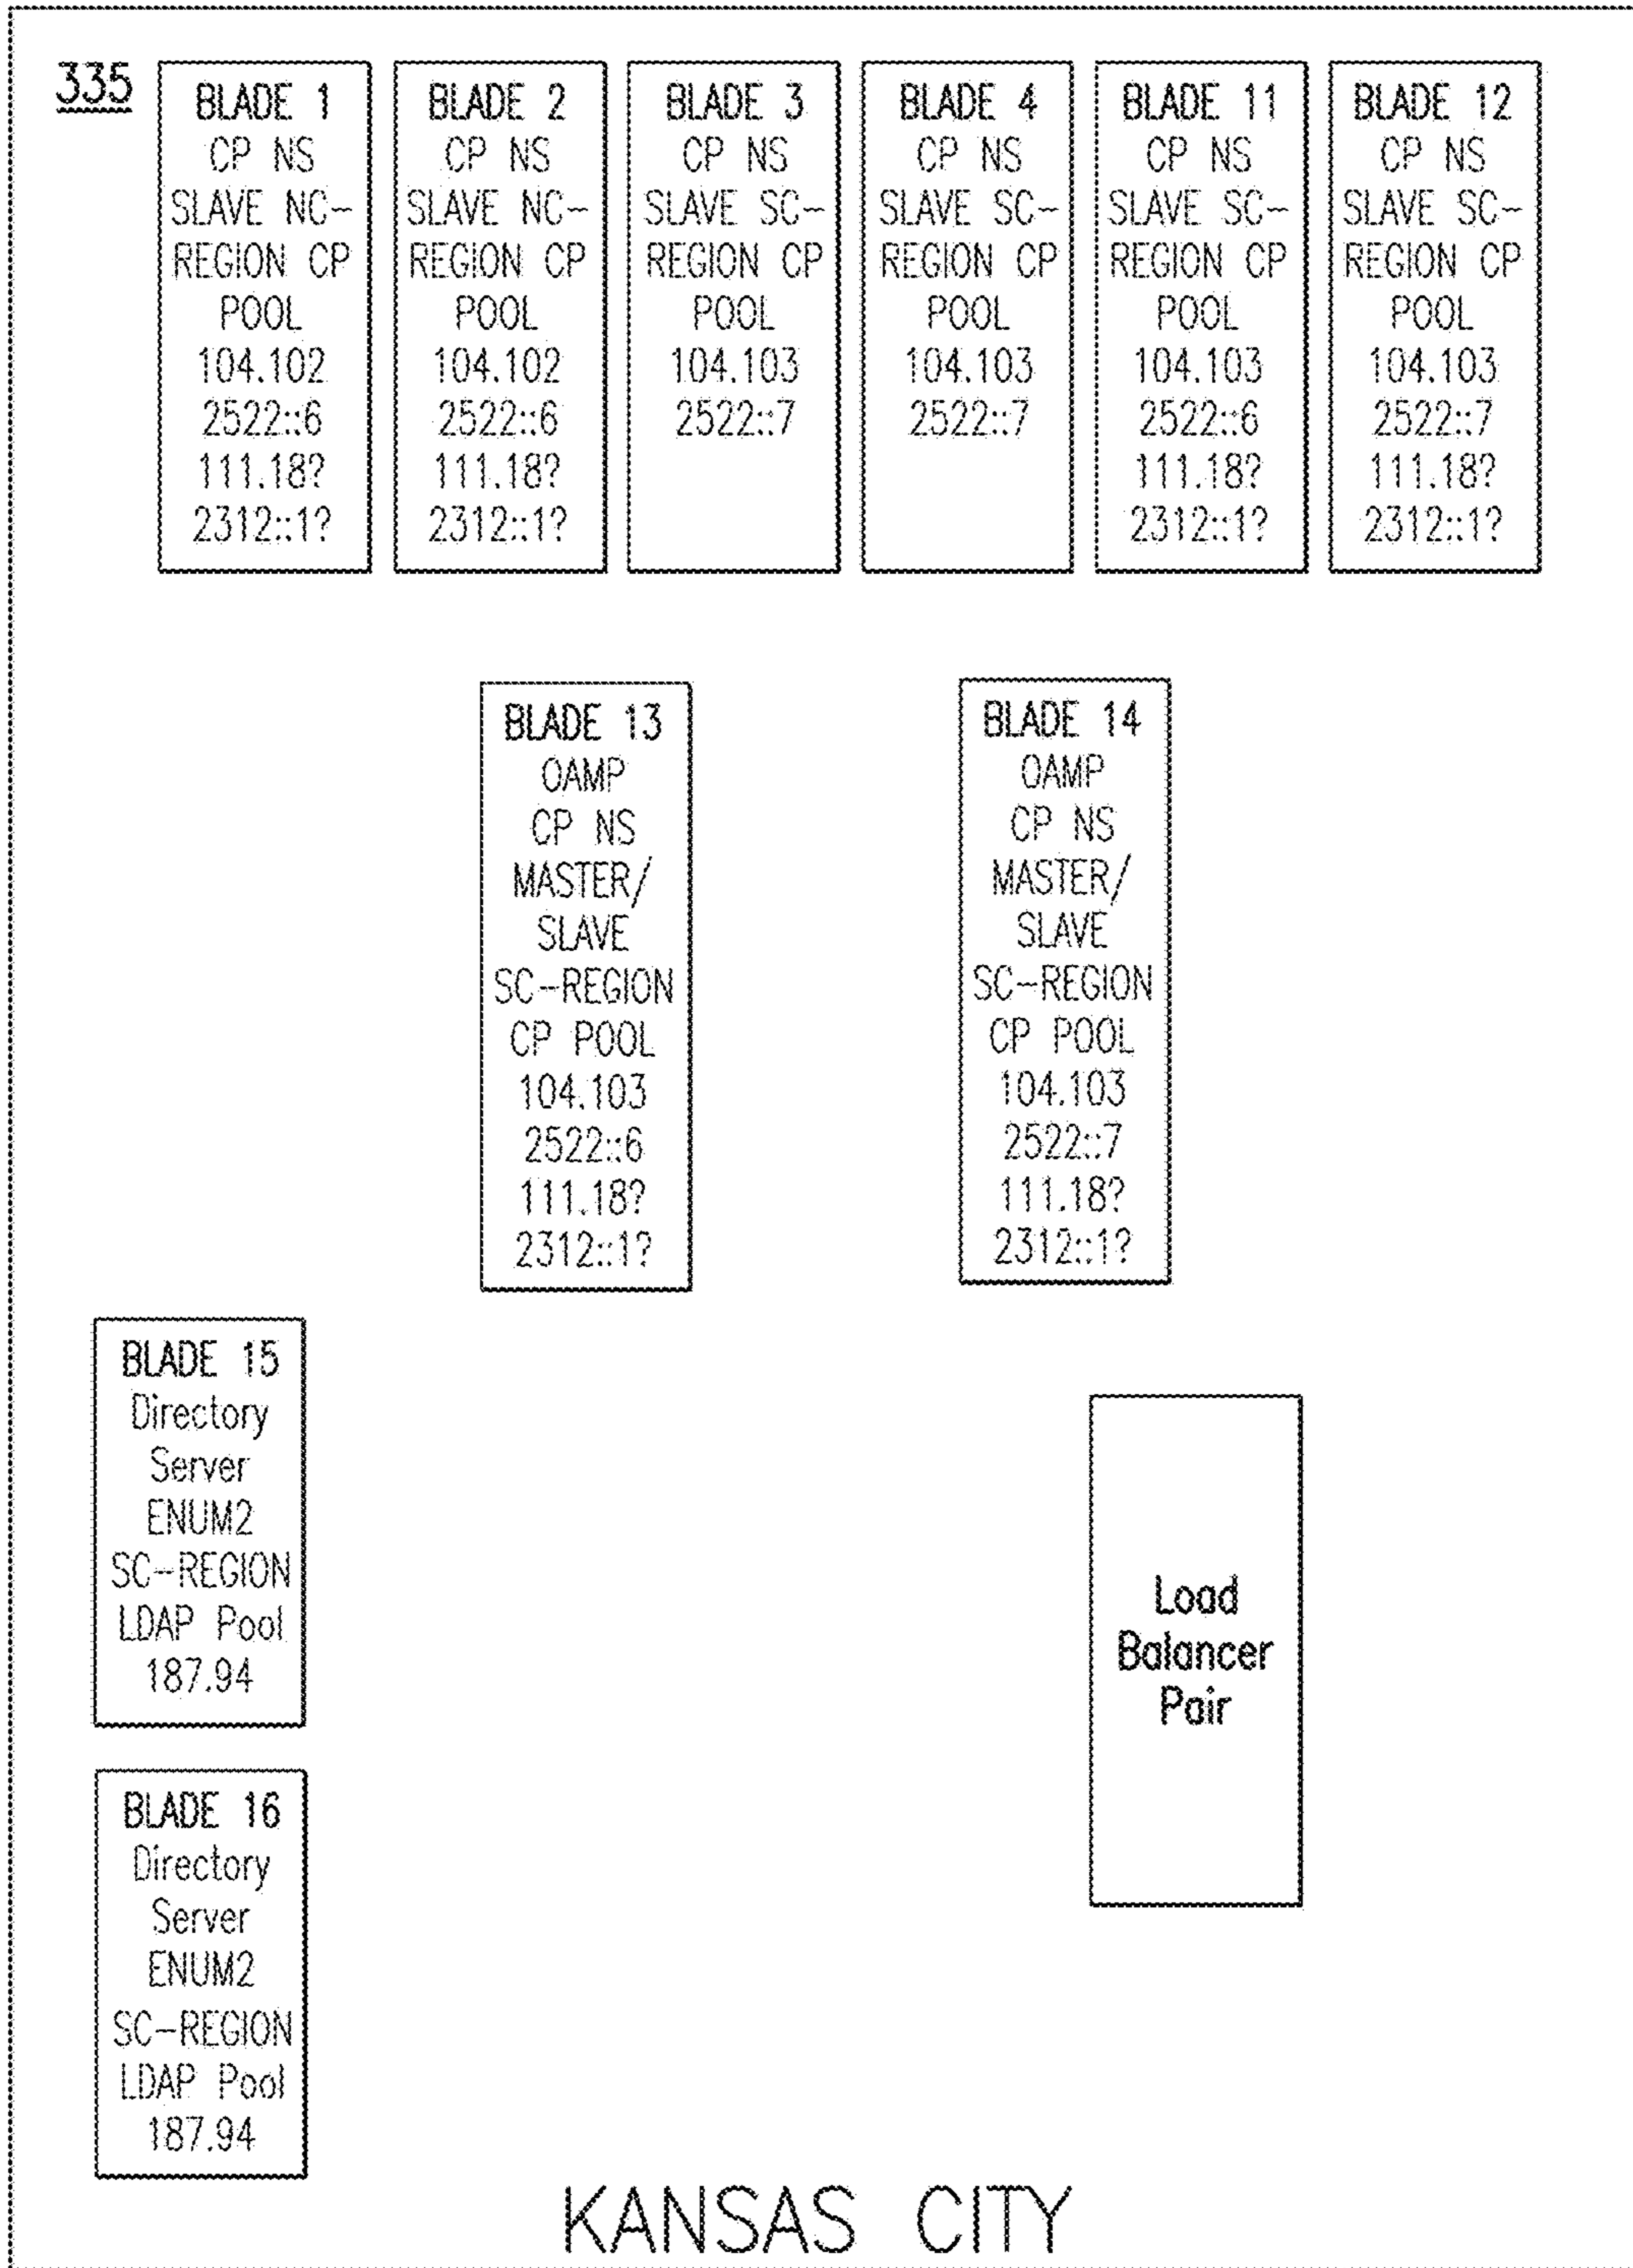 335
BLADE 1
CP NS
SLAVE NC-
REGION CP
POOL
104.102
2522::6
111.18?
2312::1?
BLADE 2
CP NS
SLAVE NC-
REGION CP
POOL
104.102
2522::6
111.18?
2312::1?
BLADE 3
CP NS
SLAVE SC-
REGION CP
POOL
104.103
2522::7
BLADE 4
CP NS
SLAVE SC-
REGION CP
POOL
104.103
2522::7
BLADE 11
CP NS
SLAVE SC-
REGION CP
POOL
104.103
2522::6
111.18?
2312::1?
BLADE 12
CP NS
SLAVE SC-
REGION CP
POOL
104.103
2522::7
111.18?
2312::1?
BLADE 13
OAMP
CP NS
MASTER/
SLAVE
SC-REGION
CP POOL
104.103
2522::6
111.18?
2312::1?
BLADE 14
OAMP
CP NS
MASTER/
SLAVE
SC-REGION
CP POOL
104.103
2522::7
111.18?
2312::1?
BLADE 15
Directory
Server
ENUM2
SC-REGION
LDAP Pool
187.94
Load
Balancer
Pair
BLADE 16
Directory
Server
ENUM2
SC-REGION
LDAP Pool
187.94
KANSAS CITY